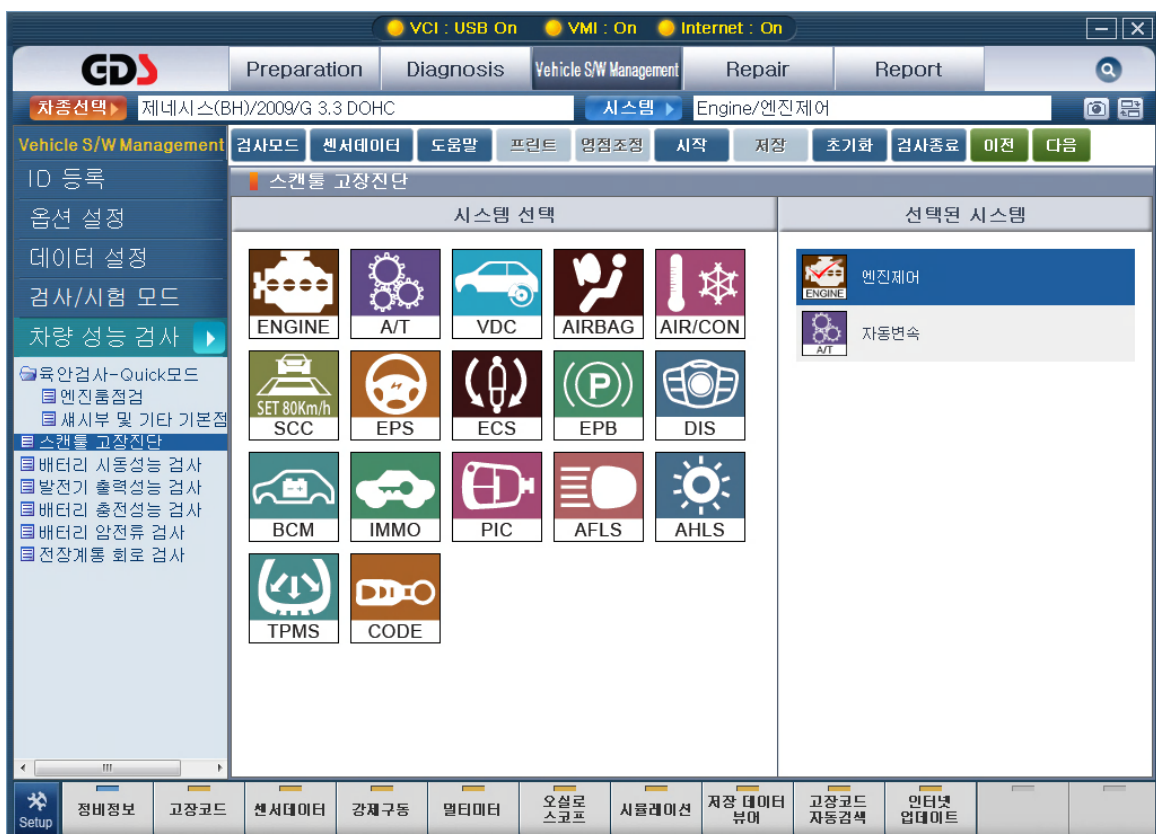 VCI : USB On VMI : On Internet : On
GDS Preparation Diagnosis Vehicle S/W Management Repair Report
차종선택 제네시스(BH)/2009/G 3.3 DOHC 시스템 Engine/엔진제어
Vehicle S/W Management 검사모드 센서데이터 도움말 프린트 영점조정 시작 저장 초기화 검사종료 이전 다음
ID 등록
옵션 설정
데이터 설정
검사/시험 모드
차량 성능 검사
육안검사-Quick모드
엔진룸점검
섀시부 및 기타 기본점
스캔툴 고장진단
배터리 시동성능 검사
발전기 출력성능 검사
배터리 충전성능 검사
배터리 암전류 검사
전장계통 회로 검사
스캔툴 고장진단
시스템 선택
ENGINE A/T VDC AIRBAG AIR/CON
SET 80Km/h
SCC EPS ECS EPB DIS
BCM IMMO PIC AFLS AHLS
TPMS CODE
선택된 시스템
ENGINE 엔진제어
A/T 자동변속
Setup 정비정보 고장코드 센서데이터 강제구동 멀티미터 오실로 스코프 시뮬레이션 저장 데이터 뷰어 고장코드 자동검색 인터넷 업데이트